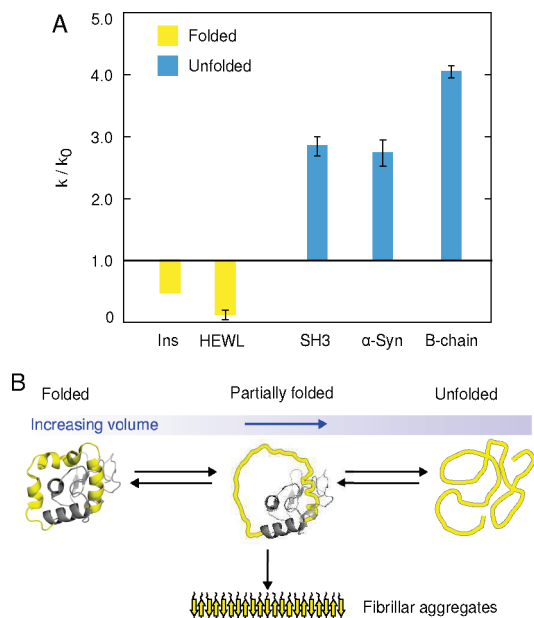 A
5.0
Folded
Unfolded
4.0
3.0
k / k0
2.0
1.0
0
Ins HEWL SH3 α-Syn B-chain
B
Folded Partially folded Unfolded
Increasing volume
Fibrillar aggregates